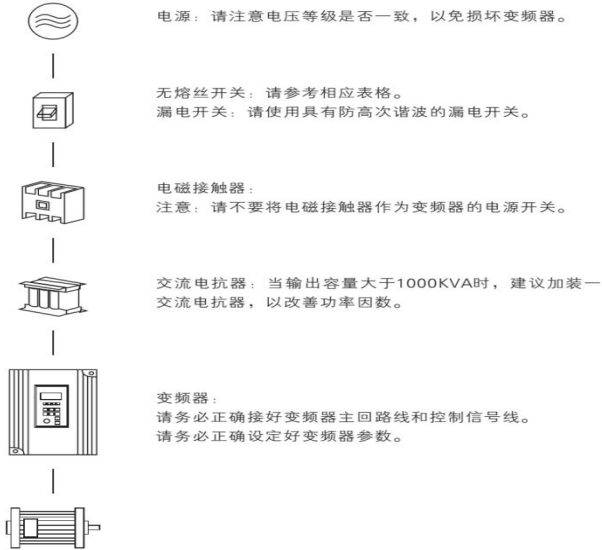 电源：请注意电压等级是否一致，以免损坏变频器。
无熔丝开关：请参考相应表格。
漏电开关：请使用具有防高次谐波的漏电开关。
电磁接触器：
注意：请不要将电磁接触器作为变频器的电源开关。
交流电抗器：当输出容量大于1000KVA时，建议加装一
交流电抗器，以改善功率因数。
变频器：
请务必正确接好变频器主回路线和控制信号线。
请务必正确设定好变频器参数。